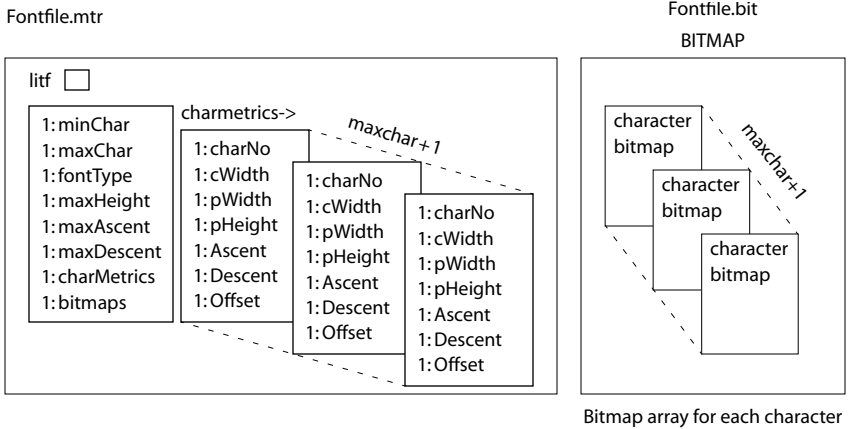 Fontfile.mtr
litf
1:minChar
1:maxChar
1:fontType
1:maxHeight
1:maxAscent
1:maxDescent
1:charMetrics
1:bitmaps
charmetrics->
maxchar+1
1:charNo
1:cWidth
1:pWidth
1:pHeight
1:Ascent
1:Descent
1:Offset
1:charNo
1:cWidth
1:pWidth
1:pHeight
1:Ascent
1:Descent
1:Offset
1:charNo
1:cWidth
1:pWidth
1:pHeight
1:Ascent
1:Descent
1:Offset
Fontfile.bit
BITMAP
character
bitmap
maxchar+1
character
bitmap
character
bitmap
Bitmap array for each character